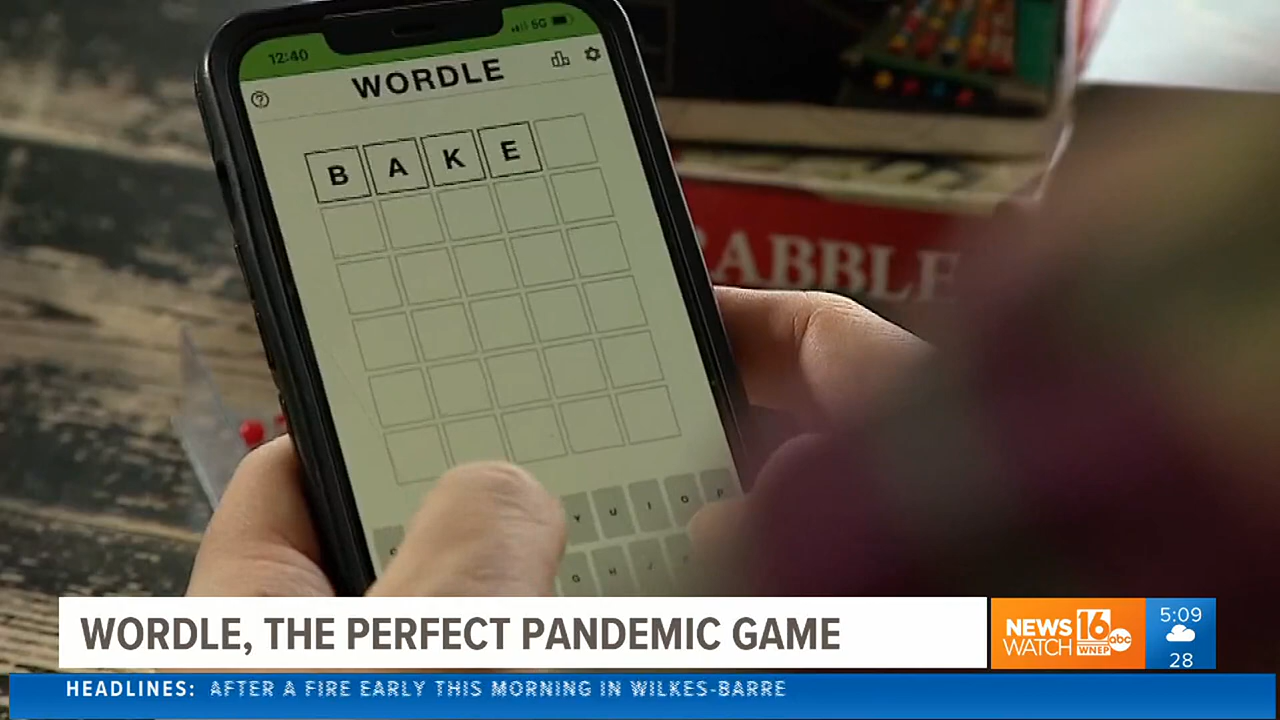 12:40
5G
WORDLE
B A K E
RABBLE
Y U I O P
G H J
WORDLE, THE PERFECT PANDEMIC GAME
NEWS 16 abc
WATCH WNEP
5:09
28
HEADLINES: AFTER A FIRE EARLY THIS MORNING IN WILKES-BARRE